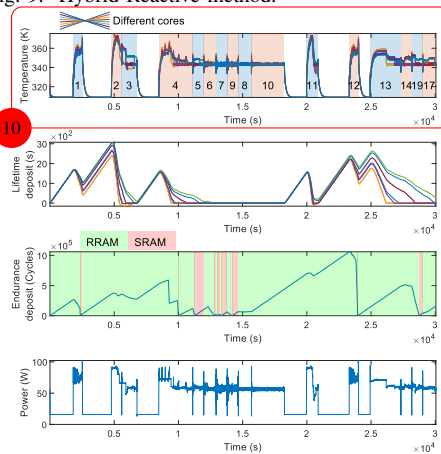 Fig. 9. Hybrid Reactive method.
Different cores
Temperature (K)
360
340
320
1 2 3 4 5 6 7 9 8 10 11 12 13 14 19 17
0.5 1 1.5 2 2.5 3
×10⁴
Time (s)
10
Lifetime deposit (s)
×10²
30
20
10
0
0.5 1 1.5 2 2.5 3
×10⁴
Time (s)
RRAM SRAM
Endurance deposit (Cycles)
×10⁵
10
5
0
0.5 1 1.5 2 2.5 3
×10⁴
Time (s)
Power (W)
100
50
0
0.5 1 1.5 2 2.5 3
×10⁴
Time (s)